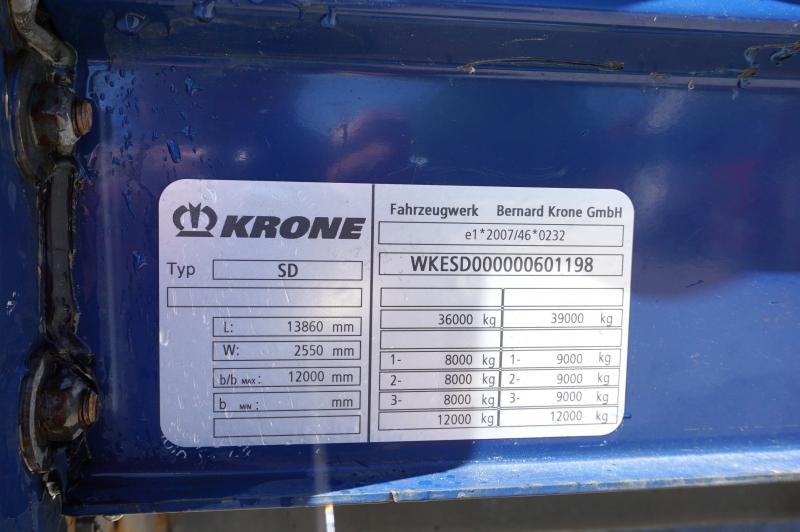 KRONE
Typ SD
L: 13860 mm
W: 2550 mm
b/b MAX: 12000 mm
b MIN: mm
Fahrzeugwerk Bernard Krone GmbH
e1*2007/46*0232
WKESD000000601198
36000 kg 39000 kg
1- 8000 kg 1- 9000 kg
2- 8000 kg 2- 9000 kg
3- 8000 kg 3- 9000 kg
12000 kg 12000 kg